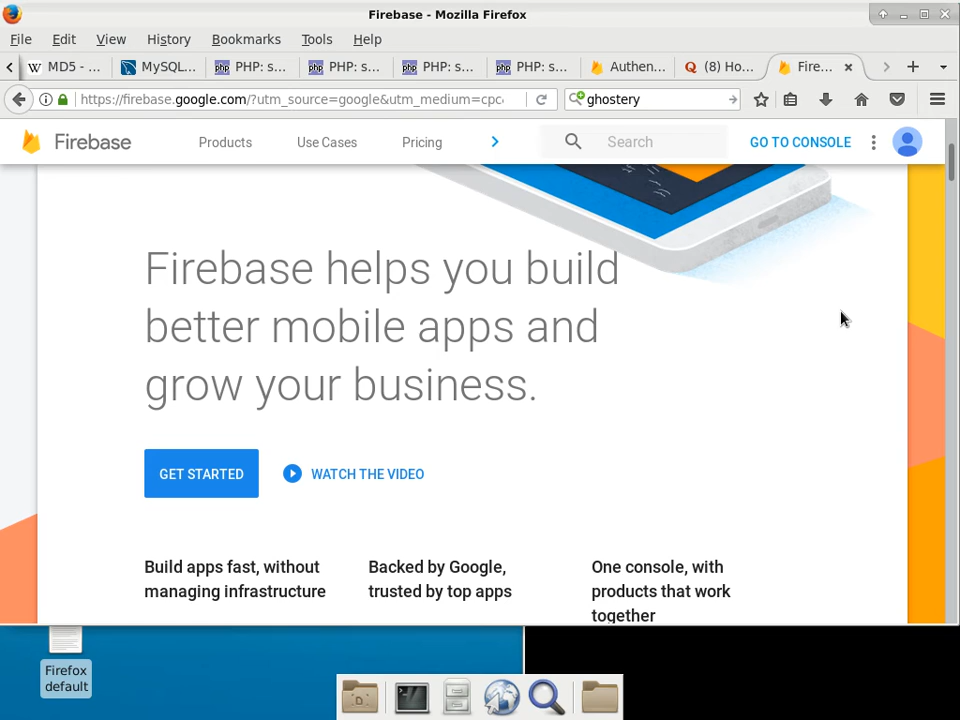 Firebase - Mozilla Firefox
File Edit View History Bookmarks Tools Help
MD5 - ... MySQL... PHP: s... PHP: s... PHP: s... PHP: s... Authen... (8) Ho... Fire...
https://firebase.google.com/?utm_source=google&utm_medium=cpc ghostery
Firebase Products Use Cases Pricing Search GO TO CONSOLE
Firebase helps you build
better mobile apps and
grow your business.
GET STARTED WATCH THE VIDEO
Build apps fast, without
managing infrastructure
Backed by Google,
trusted by top apps
One console, with
products that work
together
Firefox
default